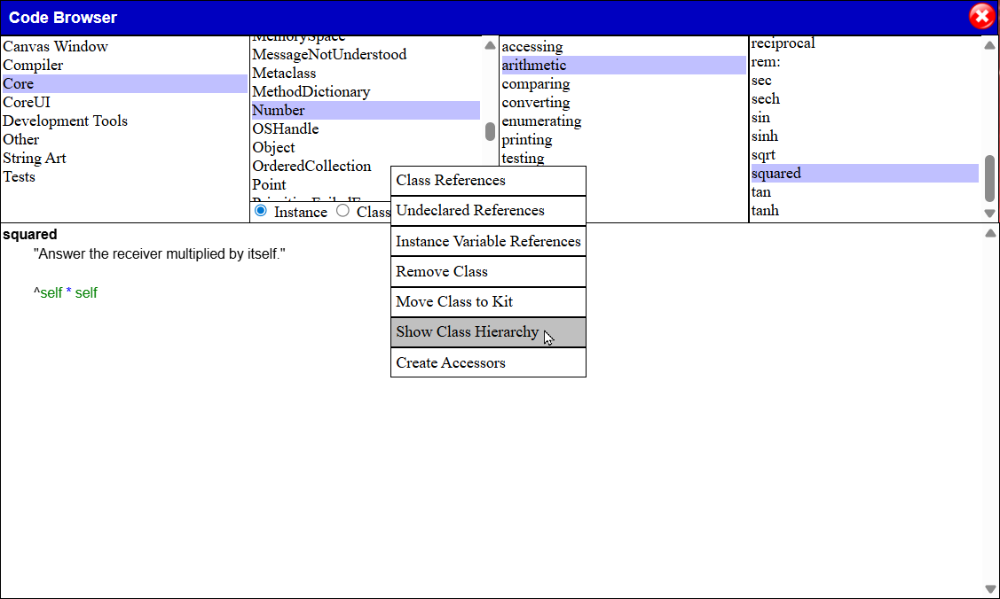 Code Browser
Canvas Window
Compiler
Core
CoreUI
Development Tools
Other
String Art
Tests
MemorySpace
MessageNotUnderstood
Metaclass
MethodDictionary
Number
OSHandle
Object
OrderedCollection
Point
Instance
Class
accessing
arithmetic
comparing
converting
enumerating
printing
testing
reciprocal
rem:
sec
sech
sin
sinh
sqrt
squared
tan
tanh
Class References
Undeclared References
Instance Variable References
Remove Class
Move Class to Kit
Show Class Hierarchy
Create Accessors
squared
"Answer the receiver multiplied by itself."
^self * self